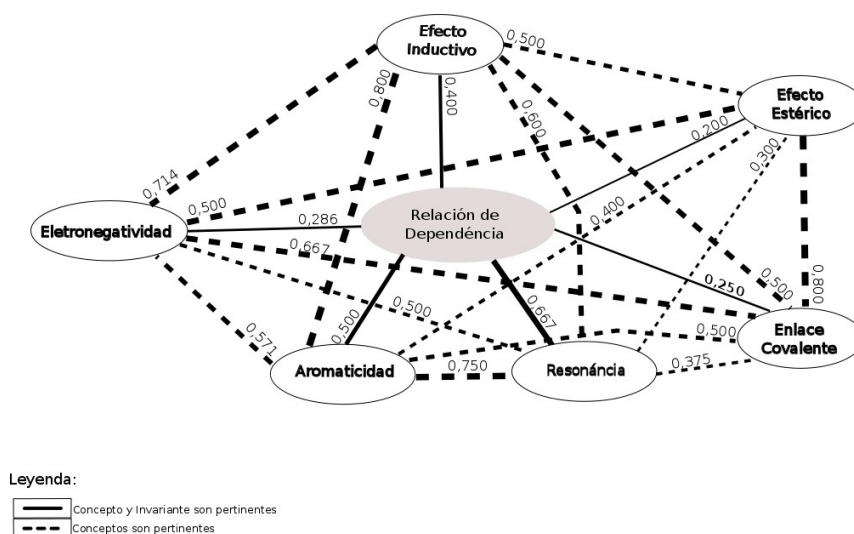 Efecto
Inductivo
0,500
Efecto
Estérico
0,800
0,400
0,600
0,200
0,300
0,714
0,500
0,400
Eletronegatividad
0,286
Relación de
Dependéncia
0,667
0,250
0,500
0,800
0,500
0,571
0,500
0,667
0,500
Enlace
Covalente
Aromaticidad
0,750
Resonáncia
0,375
Leyenda:
Concepto y Invariante son pertinentes
Conceptos son pertinentes